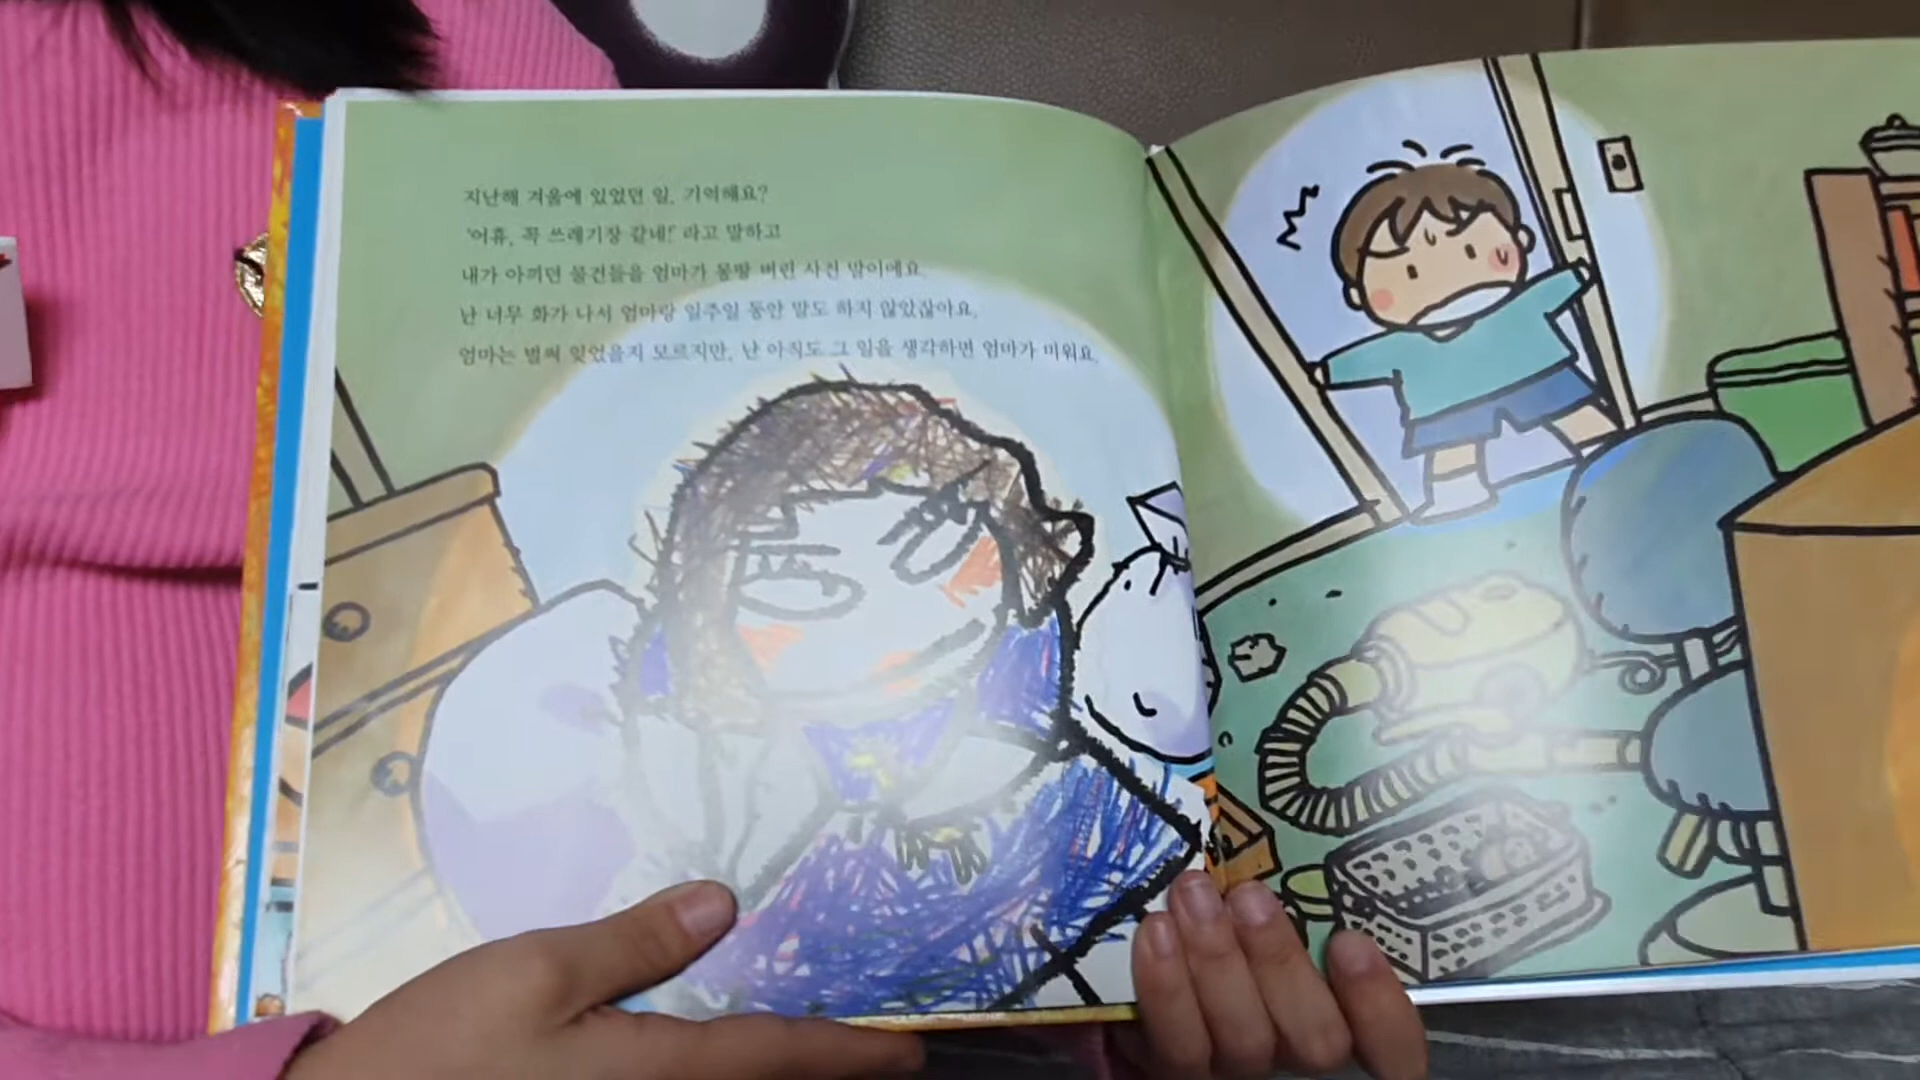 지난해 겨울에 있었던 일, 기억해요?
'어휴, 꼭 쓰레기장 같네!' 라고 말하고
내가 아끼던 물건들을 엄마가 몽땅 버린 사건 말이에요.
난 너무 화가 나서 엄마랑 일주일 동안 말도 하지 않았잖아요.
엄마는 벌써 잊었을지 모르지만, 난 아직도 그 일을 생각하면 엄마가 미워요.